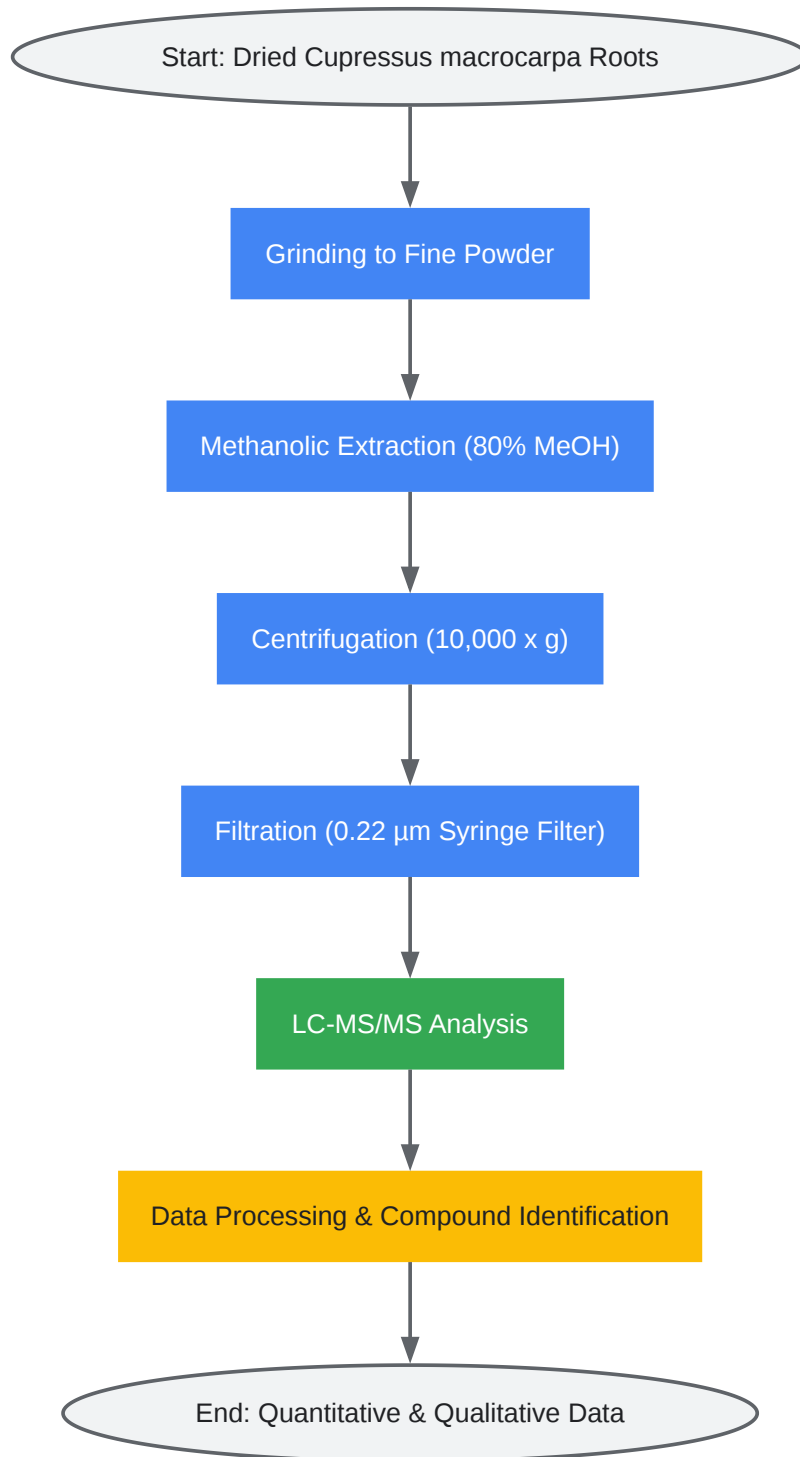 Start: Dried Cupressus macrocarpa Roots
Grinding to Fine Powder
Methanolic Extraction (80% MeOH)
Centrifugation (10,000 x g)
Filtration (0.22 µm Syringe Filter)
LC-MS/MS Analysis
Data Processing & Compound Identification
End: Quantitative & Qualitative Data